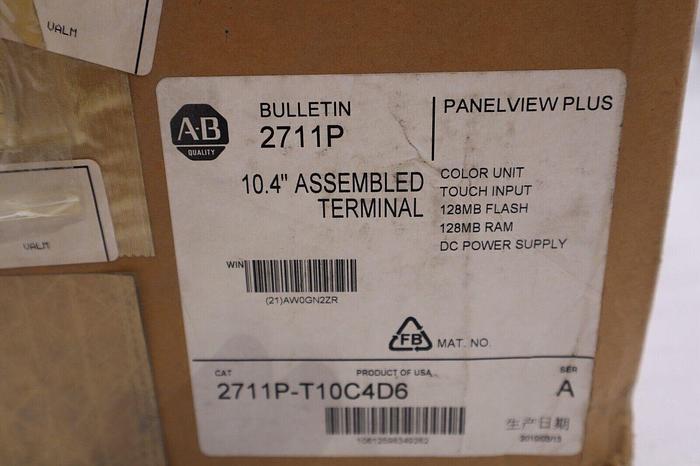 VALM
VALM
A·B
QUALITY
BULLETIN
2711P
PANELVIEW PLUS
10.4" ASSEMBLED
TERMINAL
COLOR UNIT
TOUCH INPUT
128MB FLASH
128MB RAM
DC POWER SUPPLY
WIN
(21)AW0GN2ZR
FB
MAT. NO.
CAT
PRODUCT OF USA
SER
2711P-T10C4D6
A
生产日期